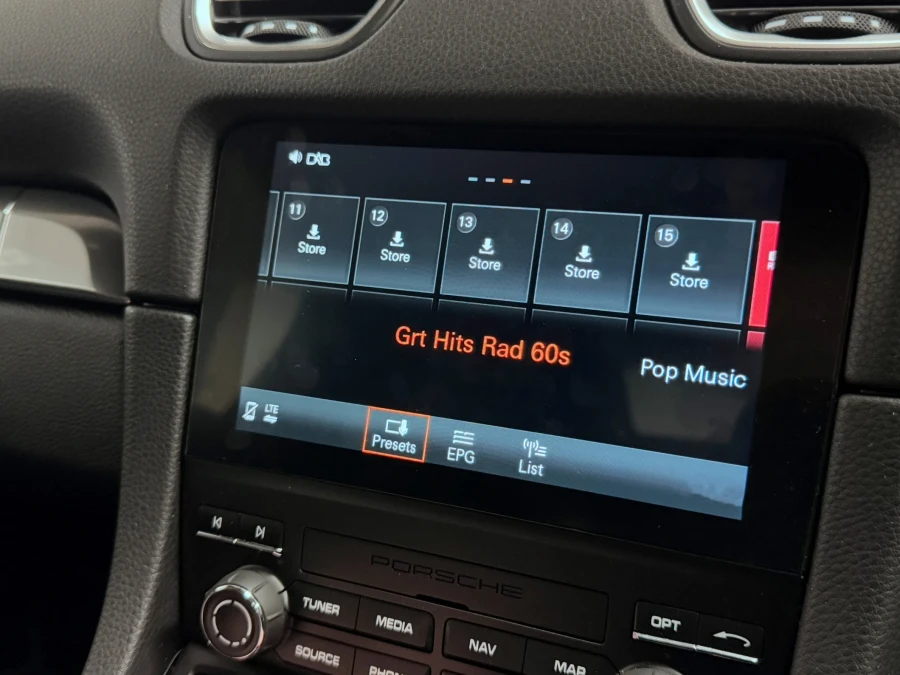 DAB
11
Store
12
Store
13
Store
14
Store
15
Store
Grt Hits Rad 60s
Pop Music
LTE
Presets
EPG
List
PORSCHE
TUNER
MEDIA
NAV
OPT
SOURCE
MAP